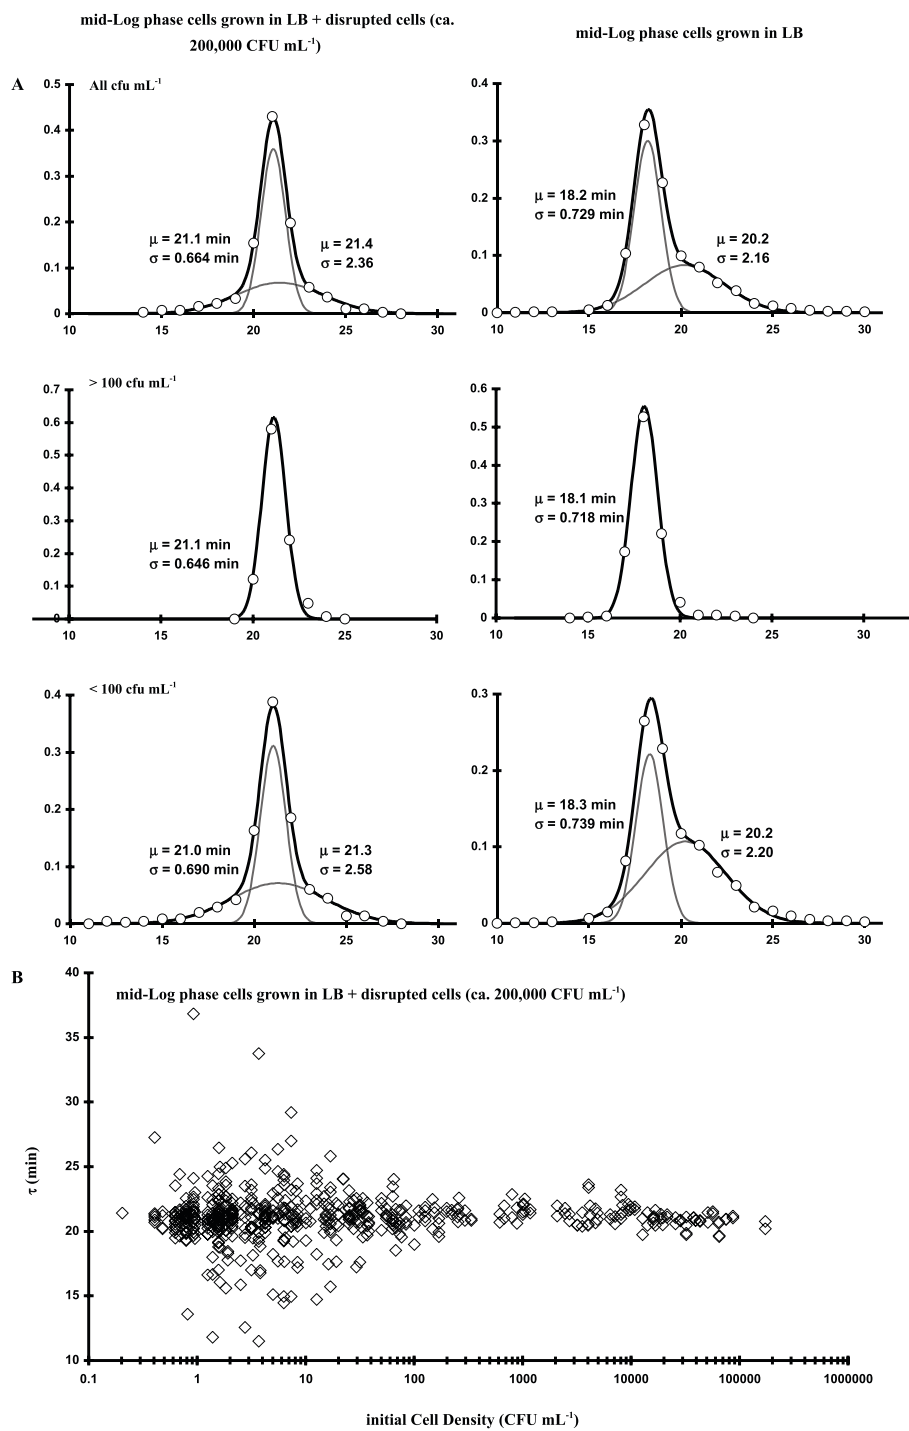 mid-Log phase cells grown in LB + disrupted cells (ca.
200,000 CFU mL⁻¹)
mid-Log phase cells grown in LB
A
All cfu mL⁻¹
0.5
0.4
0.3
0.2
0.1
0
μ = 21.1 min
σ = 0.664 min
μ = 21.4
σ = 2.36
10 15 20 25 30
0.4
0.3
0.2
0.1
0
μ = 18.2 min
σ = 0.729 min
μ = 20.2
σ = 2.16
10 15 20 25 30
> 100 cfu mL⁻¹
0.7
0.6
0.5
0.4
0.3
0.2
0.1
0
μ = 21.1 min
σ = 0.646 min
10 15 20 25 30
0.6
0.5
0.4
0.3
0.2
0.1
0
μ = 18.1 min
σ = 0.718 min
10 15 20 25 30
< 100 cfu mL⁻¹
0.4
0.3
0.2
0.1
0
μ = 21.0 min
σ = 0.690 min
μ = 21.3
σ = 2.58
10 15 20 25 30
0.3
0.2
0.1
0
μ = 18.3 min
σ = 0.739 min
μ = 20.2
σ = 2.20
10 15 20 25 30
B
mid-Log phase cells grown in LB + disrupted cells (ca. 200,000 CFU mL⁻¹)
40
35
30
25
20
15
10
τ (min)
0.1 1 10 100 1000 10000 100000 1000000
initial Cell Density (CFU mL⁻¹)